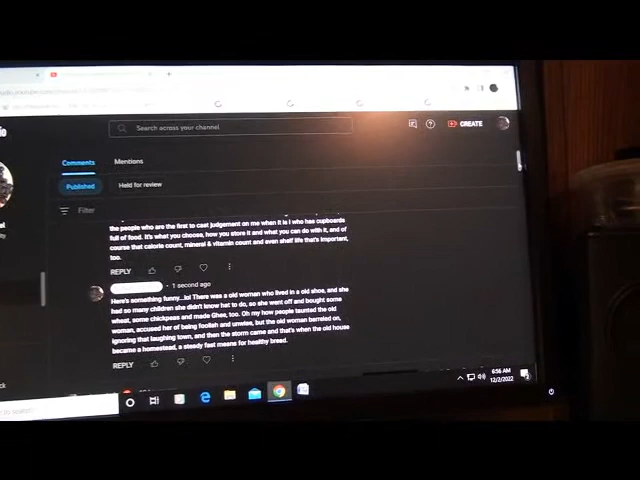 Search across your channel
CREATE
Comments
Mentions
Published
Held for review
Filter
the people who are the first to cast judgement on me when it is I who has cupboards
full of food. It's what you choose, how you store it and what you can do with it, and of
course that calorie count, mineral & vitamin count and even shelf life that's important,
too.
REPLY
1 second ago
Here's something funny...lol There was a old woman who lived in a old shoe, and she
had so many children she didn't know hat to do, so she went off and bought some
wheat, some chickpeas and made Ghee, too. Oh my how people taunted the old
woman, accused her of being foolish and unwise, but the old woman barreled on,
ignoring that laughing town, and then the storm came and that's when the old house
became a homestead, a steady fast means for healthy breed.
REPLY
6:56 AM
12/2/2022